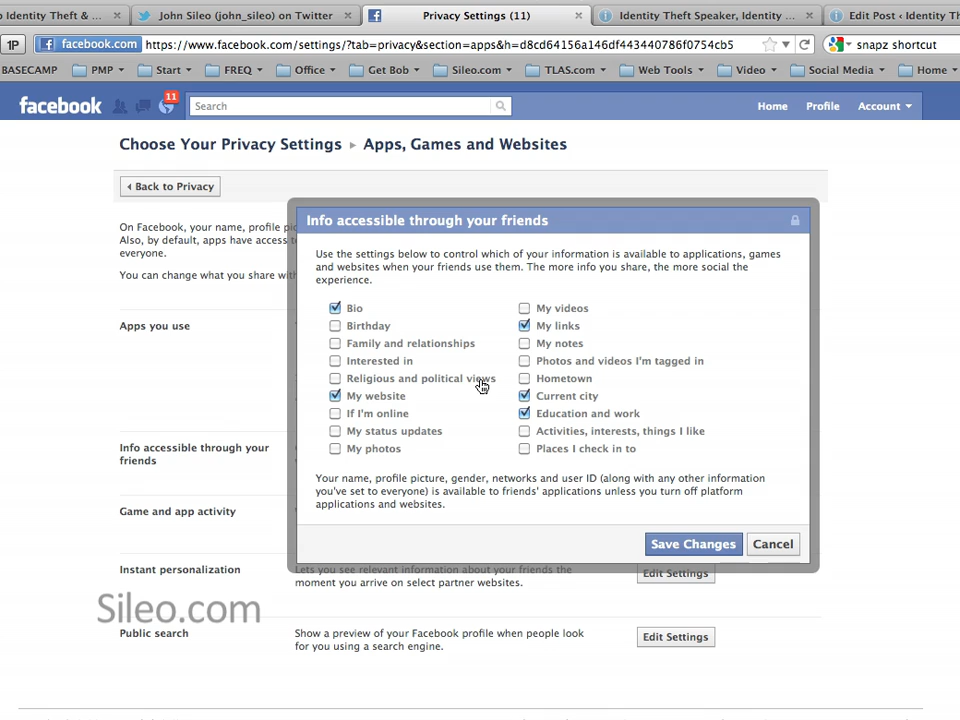 p Identity Theft & ...
John Sileo (john_sileo) on Twitter
Privacy Settings (11)
Identity Theft Speaker, Identity ...
Edit Post ‹ Identity Th
1P
facebook.com
https://www.facebook.com/settings/?tab=privacy&section=apps&h=d8cd64156a146df443440786f0754cb5
snapz shortcut
BASECAMP
PMP
Start
FREQ
Office
Get Bob
Sileo.com
TLAS.com
Web Tools
Video
Social Media
Home
facebook
11
Search
Home
Profile
Account
Choose Your Privacy Settings ▸ Apps, Games and Websites
Back to Privacy
On Facebook, your name, profile pi
Also, by default, apps have access t
everyone.
You can change what you share wit
Apps you use
Info accessible through your
friends
Game and app activity
Instant personalization
Lets you see relevant information about your friends the
moment you arrive on select partner websites.
Edit Settings
Public search
Show a preview of your Facebook profile when people look
for you using a search engine.
Edit Settings
Info accessible through your friends
Use the settings below to control which of your information is available to applications, games
and websites when your friends use them. The more info you share, the more social the
experience.
Bio
Birthday
Family and relationships
Interested in
Religious and political views
My website
If I'm online
My status updates
My photos
My videos
My links
My notes
Photos and videos I'm tagged in
Hometown
Current city
Education and work
Activities, interests, things I like
Places I check in to
Your name, profile picture, gender, networks and user ID (along with any other information
you've set to everyone) is available to friends' applications unless you turn off platform
applications and websites.
Save Changes
Cancel
Sileo.com